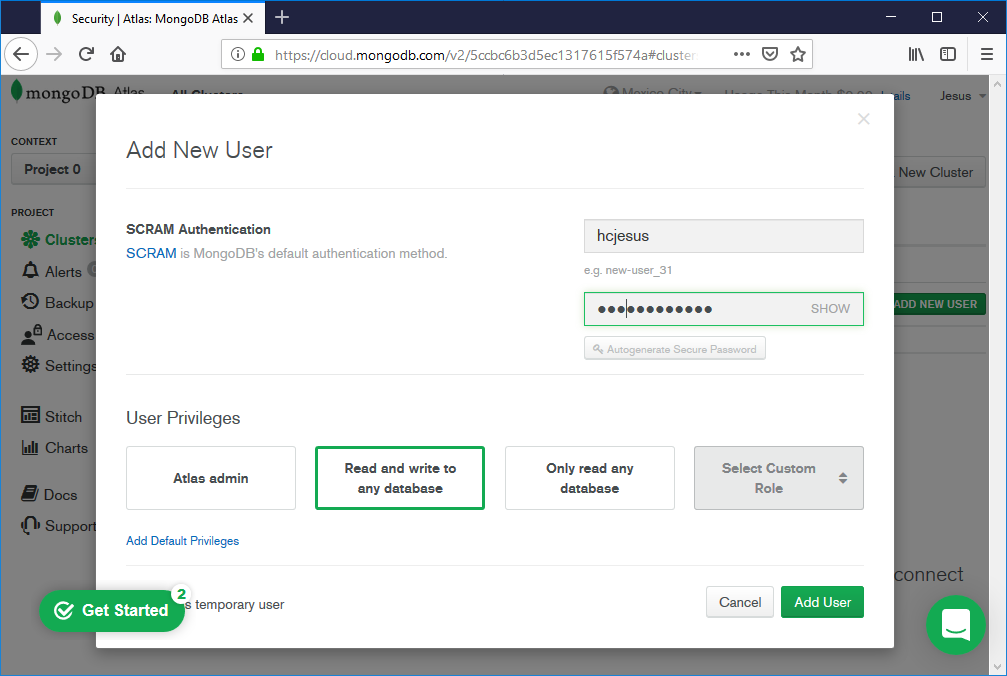 Security | Atlas: MongoDB Atlas
https://cloud.mongodb.com/v2/5ccbc6b3d5ec1317615f574a#cluster
mongoDB Atlas All Clusters Mexico City Usage This Month $0.00 details Jesus
CONTEXT
Project 0
New Cluster
PROJECT
Clusters
Alerts
Backup
Access
Settings
Stitch
Charts
Docs
Support
ADD NEW USER
connect
Add New User
SCRAM Authentication
SCRAM is MongoDB's default authentication method.
hcjesus
e.g. new-user_31
SHOW
Autogenerate Secure Password
User Privileges
Atlas admin
Read and write to
any database
Only read any
database
Select Custom
Role
Add Default Privileges
s temporary user
Cancel
Add User
Get Started
2